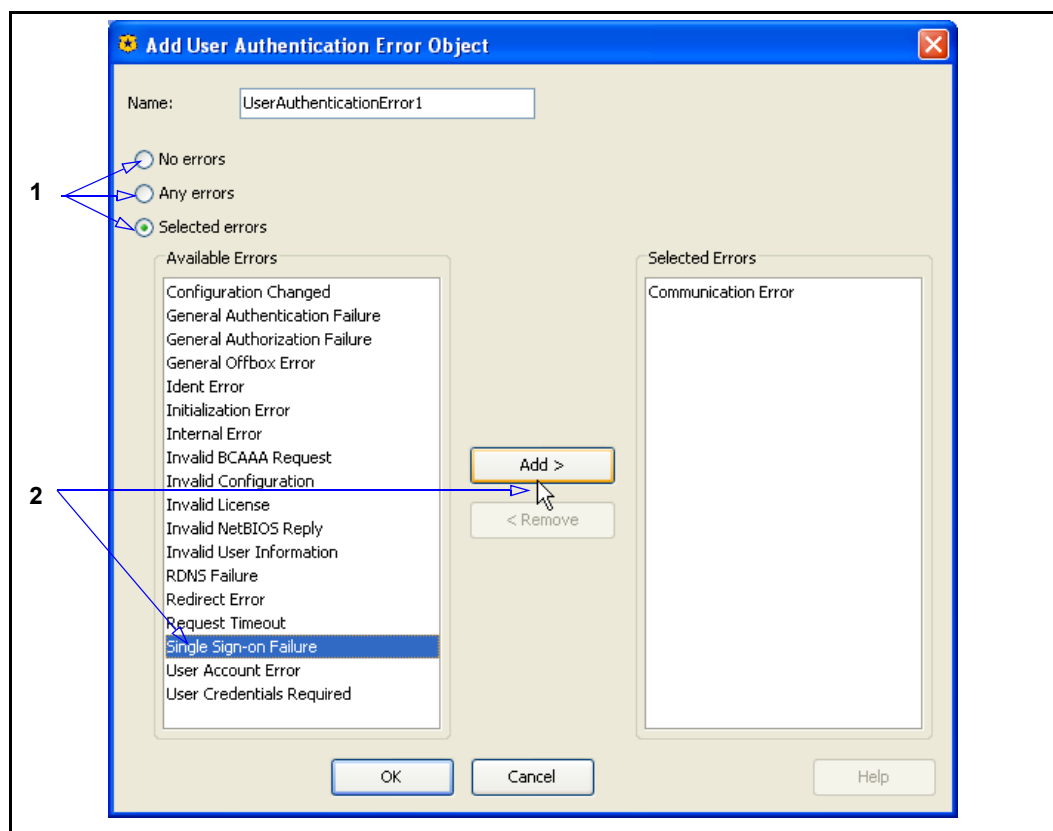 Add User Authentication Error Object
Name: UserAuthenticationError1
No errors
1
Any errors
Selected errors
Available Errors
Selected Errors
Configuration Changed
General Authentication Failure
General Authorization Failure
General Offbox Error
Ident Error
Initialization Error
Internal Error
Invalid BCAAA Request
Invalid Configuration
Invalid License
Invalid NetBIOS Reply
Invalid User Information
RDNS Failure
Redirect Error
Request Timeout
Single Sign-on Failure
User Account Error
User Credentials Required
2
Add >
< Remove
Communication Error
OK
Cancel
Help